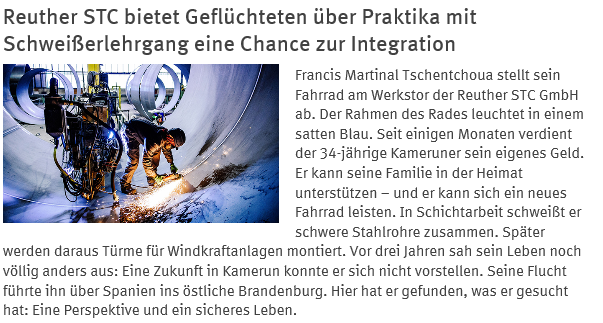 Reuther STC bietet Geflüchteten über Praktika mit
Schweißerlehrgang eine Chance zur Integration
Francis Martinal Tschentchoua stellt sein
Fahrrad am Werkstor der Reuther STC GmbH
ab. Der Rahmen des Rades leuchtet in einem
satten Blau. Seit einigen Monaten verdient
der 34-jährige Kameruner sein eigenes Geld.
Er kann seine Familie in der Heimat
unterstützen – und er kann sich ein neues
Fahrrad leisten. In Schichtarbeit schweißt er
schwere Stahlrohre zusammen. Später
werden daraus Türme für Windkraftanlagen montiert. Vor drei Jahren sah sein Leben noch
völlig anders aus: Eine Zukunft in Kamerun konnte er sich nicht vorstellen. Seine Flucht
führte ihn über Spanien ins östliche Brandenburg. Hier hat er gefunden, was er gesucht
hat: Eine Perspektive und ein sicheres Leben.